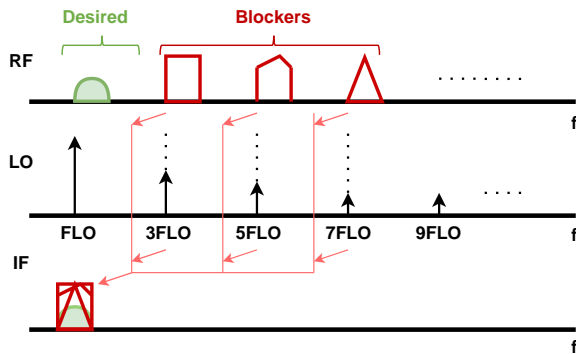 Desired Blockers
RF
f
LO
FLO 3FLO 5FLO 7FLO 9FLO f
IF
f